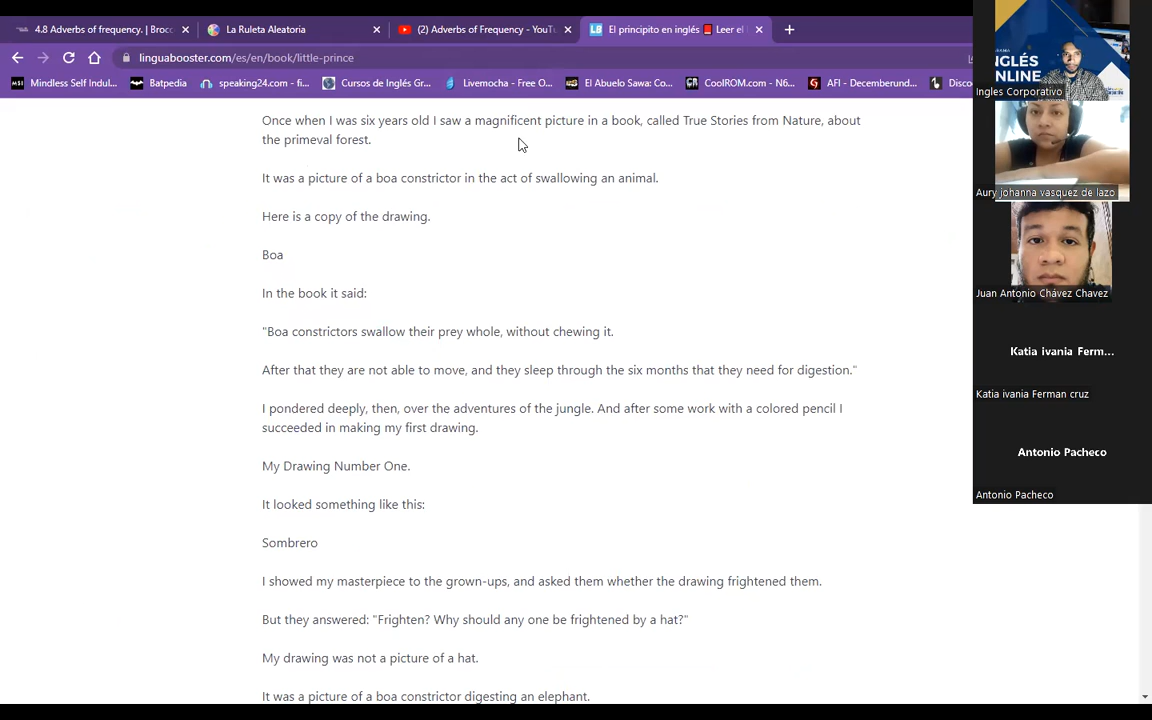 4.8 Adverbs of frequency. | Broc
La Ruleta Aleatoria
(2) Adverbs of Frequency - YouTu
El principito en inglés 📕 Leer el l
linguabooster.com/es/en/book/little-prince
Mindless Self Indul...
Batpedia
speaking24.com - fi...
Cursos de Inglés Gr...
Livemocha - Free O...
El Abuelo Sawa: Co...
CoolROM.com - N6...
AFI - Decemberund...
Disco
Once when I was six years old I saw a magnificent picture in a book, called True Stories from Nature, about
the primeval forest.
It was a picture of a boa constrictor in the act of swallowing an animal.
Here is a copy of the drawing.
Boa
In the book it said:
"Boa constrictors swallow their prey whole, without chewing it.
After that they are not able to move, and they sleep through the six months that they need for digestion."
I pondered deeply, then, over the adventures of the jungle. And after some work with a colored pencil I
succeeded in making my first drawing.
My Drawing Number One.
It looked something like this:
Sombrero
I showed my masterpiece to the grown-ups, and asked them whether the drawing frightened them.
But they answered: "Frighten? Why should any one be frightened by a hat?"
My drawing was not a picture of a hat.
It was a picture of a boa constrictor digesting an elephant.
NGLÉS
ONLINE
Ingles Corporativo
Aury johanna vasquez de lazo
Juan Antonio Chávez Chavez
Katia ivania Ferm...
Katia ivania Ferman cruz
Antonio Pacheco
Antonio Pacheco